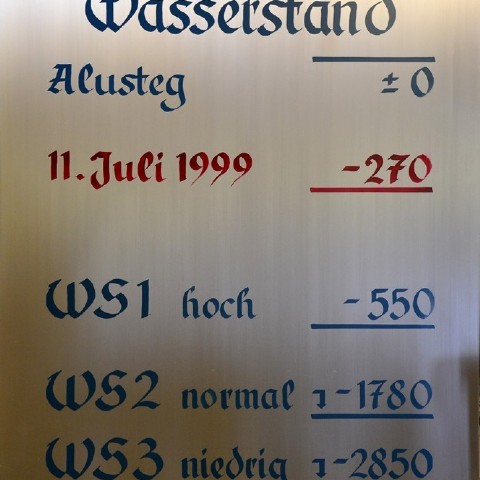 Wasserstand
Alusteg ±0
11. Juli 1999 -270
WS1 hoch -550
WS2 normal -1780
WS3 niedrig -2850